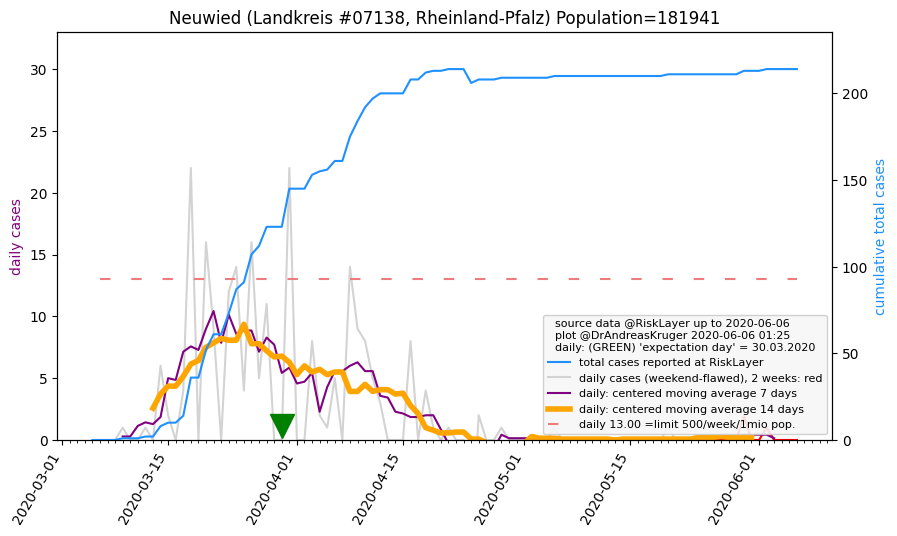 Neuwied (Landkreis #07138, Rheinland-Pfalz) Population=181941
daily cases
30
25
20
15
10
5
0
200
150
100
50
0
cumulative total cases
source data @RiskLayer up to 2020-06-06
plot @DrAndreasKruger 2020-06-06 01:25
daily: (GREEN) 'expectation day' = 30.03.2020
total cases reported at RiskLayer
daily cases (weekend-flawed), 2 weeks: red
daily: centered moving average 7 days
daily: centered moving average 14 days
daily 13.00 =limit 500/week/1mio pop.
2020-03-01
2020-03-15
2020-04-01
2020-04-15
2020-05-01
2020-05-15
2020-06-01